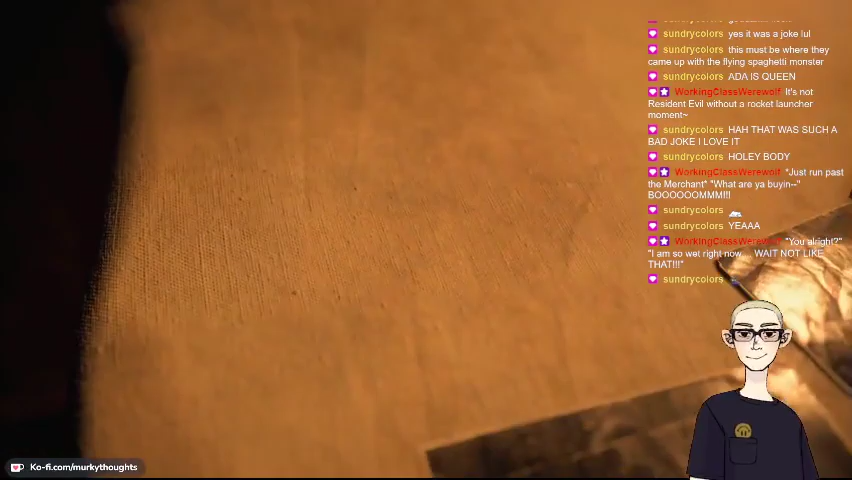 sundrycolors yes it was a joke lul
sundrycolors this must be where they
came up with the flying spaghetti monster
sundrycolors ADA IS QUEEN
WorkingClassWerewolf It's not
Resident Evil without a rocket launcher
moment~
sundrycolors HAH THAT WAS SUCH A
BAD JOKE I LOVE IT
sundrycolors HOLEY BODY
WorkingClassWerewolf *Just run past
the Merchant* "What are ya buyin--"
BOOOOOMMM!!!
sundrycolors
sundrycolors YEAAA
WorkingClassWerewolf "You alright?"
"I am so wet right now WAIT NOT LIKE
THAT!!!"
sundrycolors
Ko-fi.com/murkythoughts